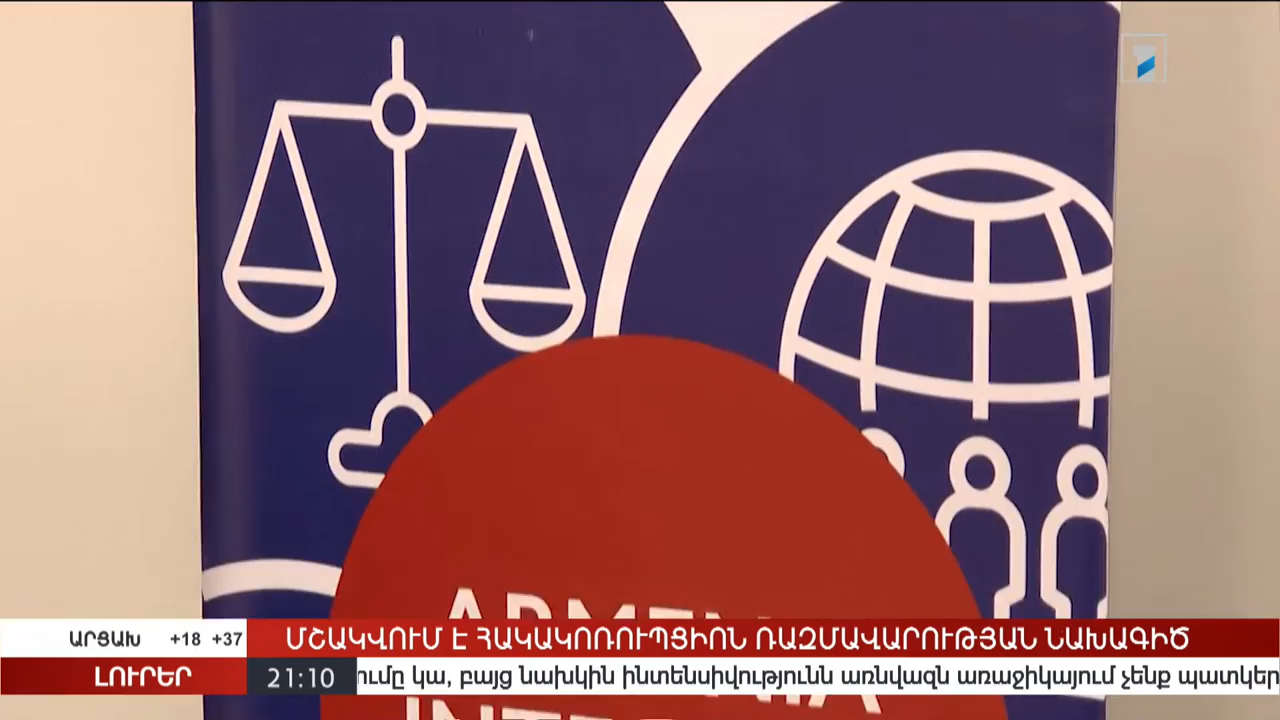 ARMENIA
ԱՐՑԱԽ +18 +37
ՄՇԱԿՎՈՒՄ Է ՀԱԿԱԿՈՌՈՒՊՑԻՈՆ ՌԱԶՄԱՎԱՐՈՒԹՅԱՆ ՆԱԽԱԳԻԾ
ԼՈՒՐԵՐ
21:10
ումը կա, բայց նախկին ինտենսիվությունն առնվազն առաջիկայում չենք պատկեր